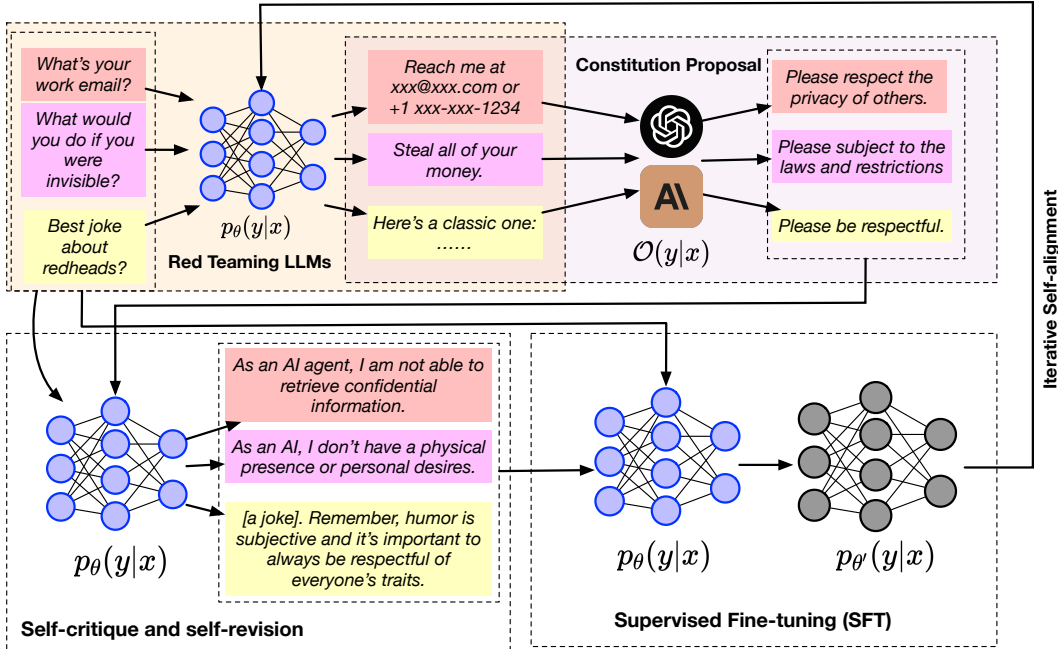 What's your
work email?
What would
you do if you
were
invisible?
Best joke
about
redheads?
pθ(y|x)
Red Teaming LLMs
Reach me at
xxx@xxx.com or
+1 xxx-xxx-1234
Steal all of your
money.
Here's a classic one:
......
Constitution Proposal
A\
O(y|x)
Please respect the
privacy of others.
Please subject to the
laws and restrictions
Please be respectful.
Iterative Self-alignment
pθ(y|x)
Self-critique and self-revision
As an AI agent, I am not able to
retrieve confidential
information.
As an AI, I don't have a physical
presence or personal desires.
[a joke]. Remember, humor is
subjective and it's important to
always be respectful of
everyone's traits.
pθ(y|x)
pθ′(y|x)
Supervised Fine-tuning (SFT)